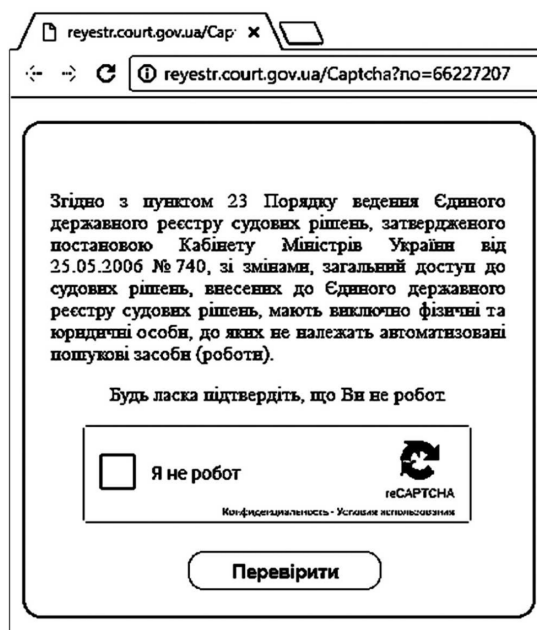 reyestr.court.gov.ua/Cap
reyestr.court.gov.ua/Captcha?no=66227207
Згідно з пунктом 23 Порядку ведення Єдиного
державного реєстру судових рішень, затвердженого
постановою Кабінету Міністрів України від
25.05.2006 № 740, зі змінами, загальний доступ до
судових рішень, внесених до Єдиного державного
реєстру судових рішень, мають виключно фізичні та
юридичні особи, до яких не належать автоматизовані
пошукові засоби (роботи).
Будь ласка підтвердіть, що Ви не робот.
Я не робот
reCAPTCHA
Конфиденциальность - Условия использования
Перевірити